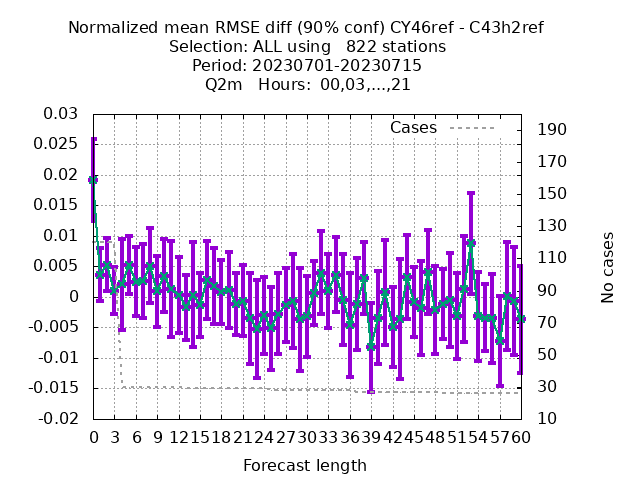 Normalized mean RMSE diff (90% conf) CY46ref - C43h2ref
Selection: ALL using   822 stations
Period: 20230701-20230715
Q2m   Hours:  00,03,...,21
Cases
0.03
0.025
0.02
0.015
0.01
0.005
0
-0.005
-0.01
-0.015
-0.02
190
170
150
130
110
90
70
50
30
10
No cases
0 3 6 9 12 15 18 21 24 27 30 33 36 39 42 45 48 51 54 57 60
Forecast length